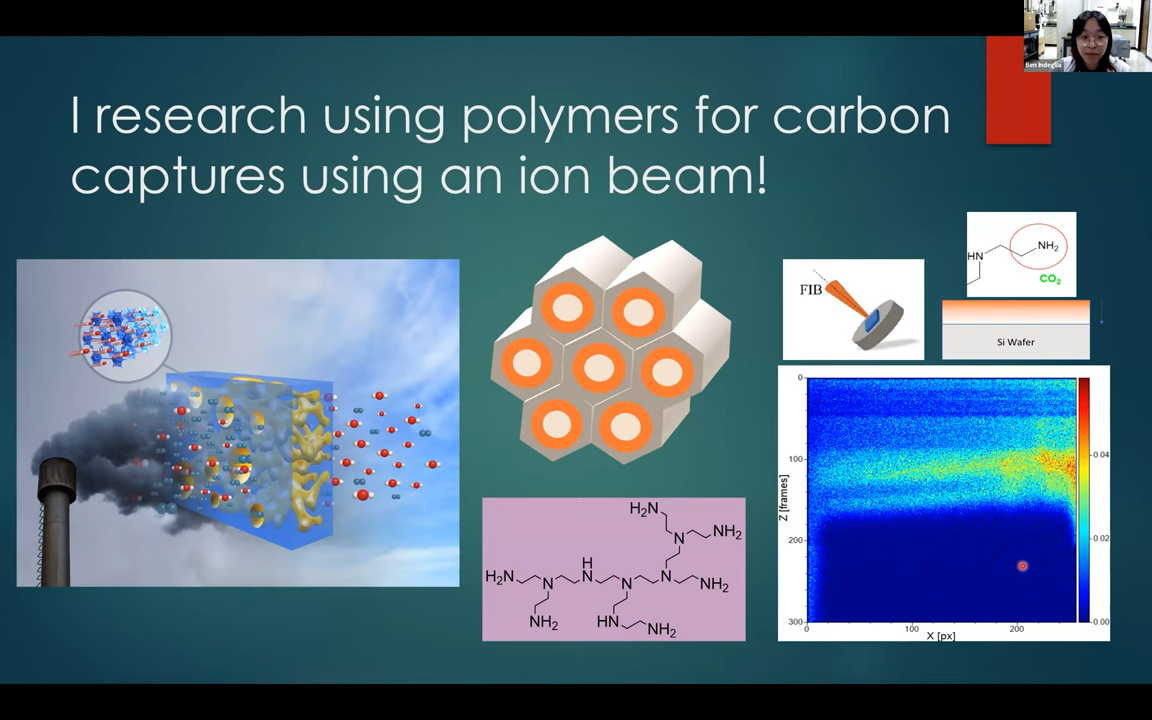 Ben Indeglia
I research using polymers for carbon
captures using an ion beam!
FIB
HN
NH2
CO2
Si Wafer
H2N
N
NH2
H
H2N
N
N
N
N
NH2
NH2
HN
NH2
0
100
200
300
Z [frames]
0
100
200
X [px]
0.04
0.02
0.00